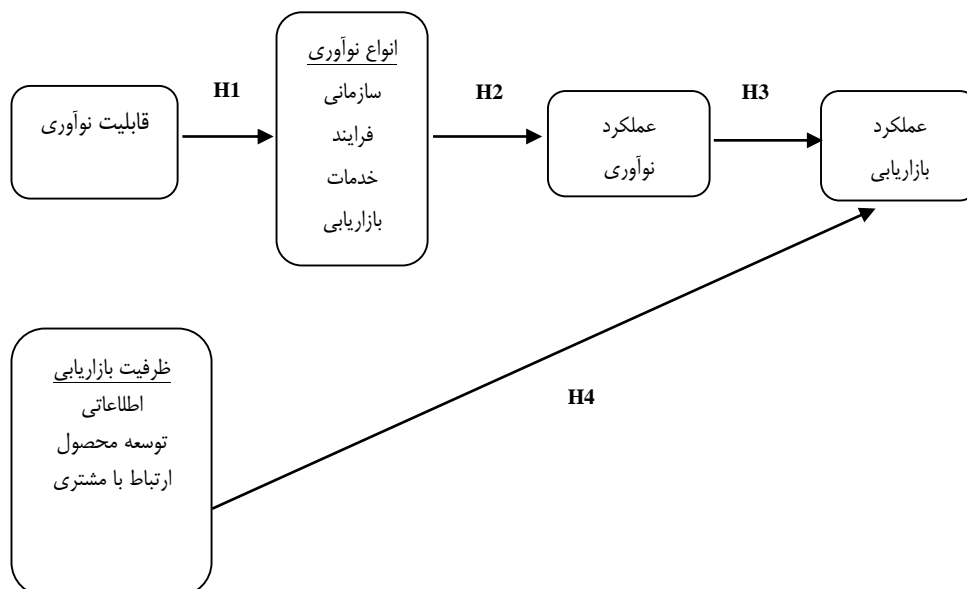 قابلیت نوآوری
H1
انواع نوآوری
سازمانی
فرایند
خدمات
بازاریابی
H2
عملکرد
نوآوری
H3
عملکرد
بازاریابی
ظرفیت بازاریابی
اطلاعاتی
توسعه محصول
ارتباط با مشتری
H4